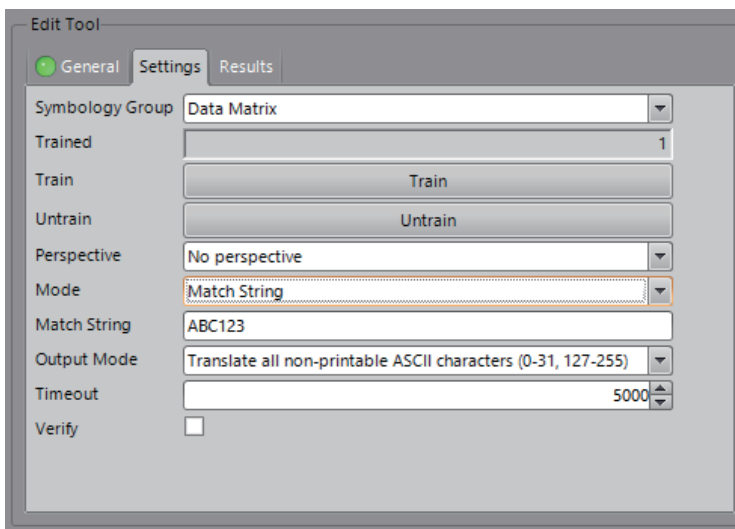 Edit Tool
General Settings Results
Symbology Group Data Matrix
Trained 1
Train Train
Untrain Untrain
Perspective No perspective
Mode Match String
Match String ABC123
Output Mode Translate all non-printable ASCII characters (0-31, 127-255)
Timeout 5000
Verify